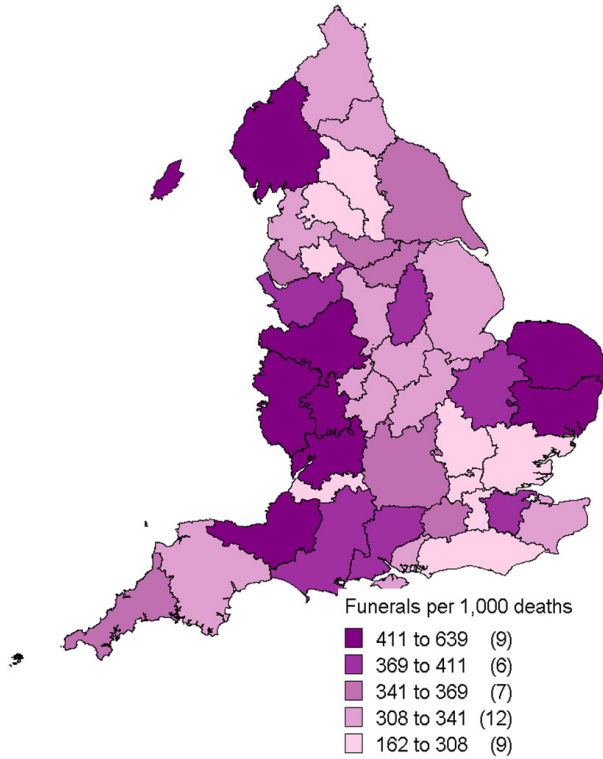 Funerals per 1,000 deaths
411 to 639 (9)
369 to 411 (6)
341 to 369 (7)
308 to 341 (12)
162 to 308 (9)